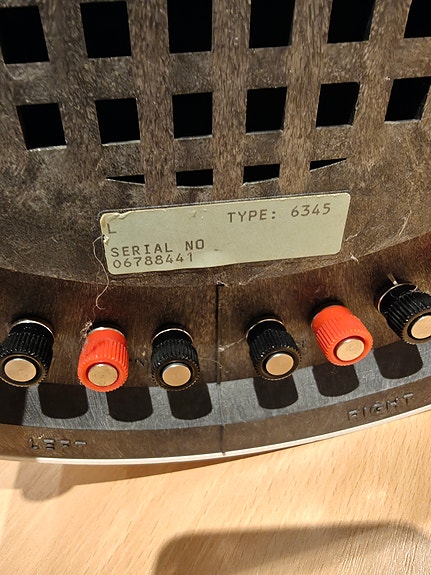 L TYPE: 6345
SERIAL NO
06788441
LEFT
RIGHT